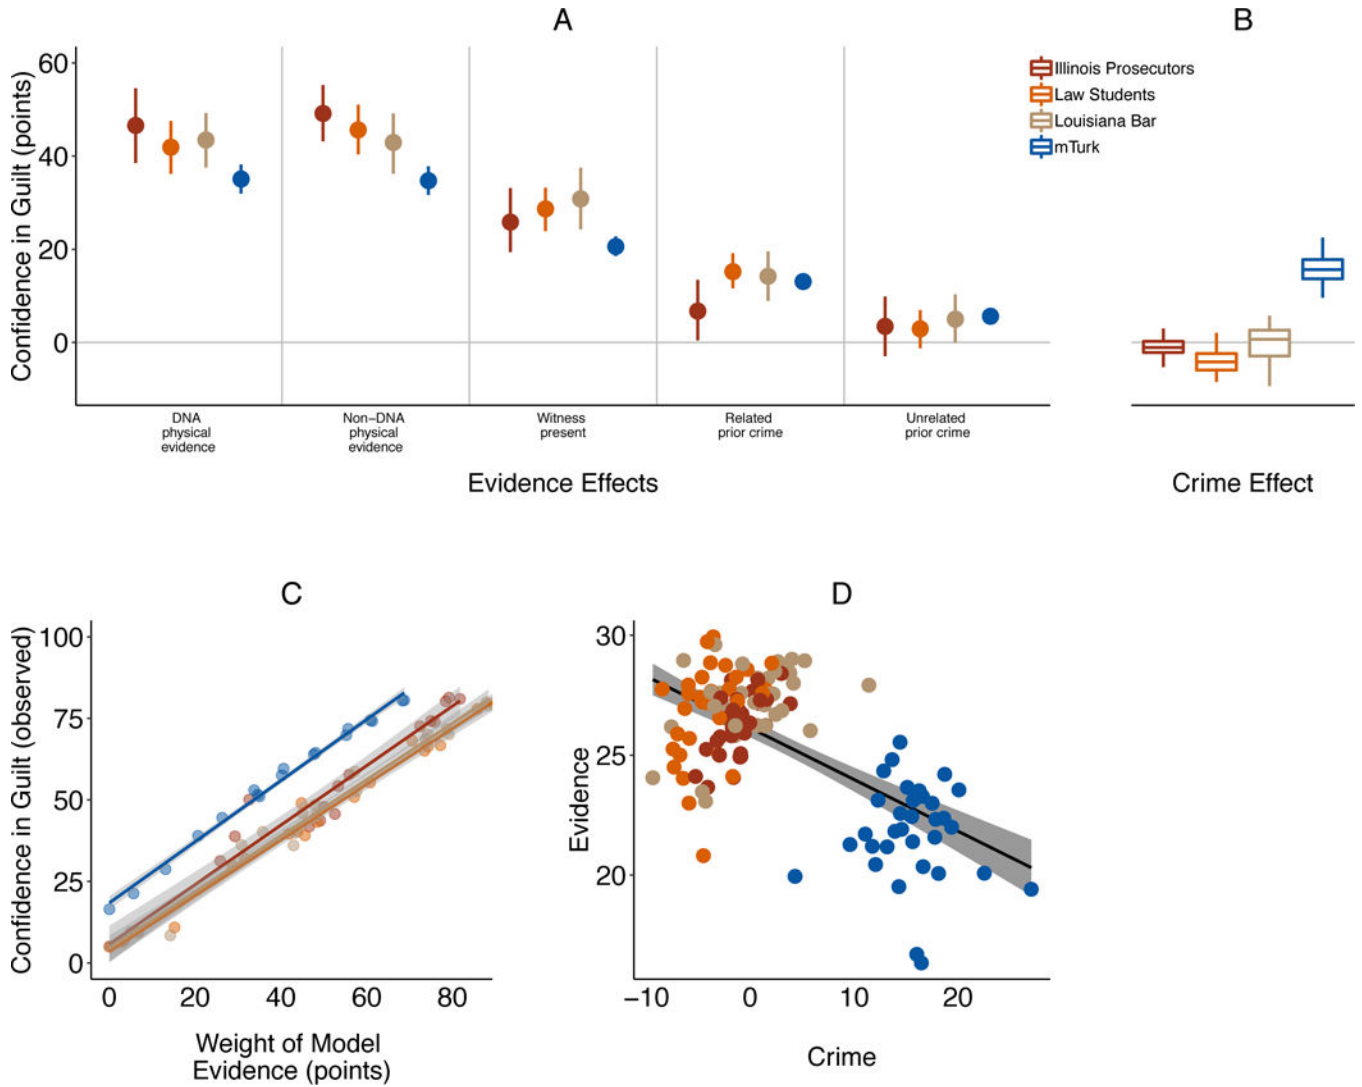 A
B
Confidence in Guilt (points)
60
40
20
0
DNA
physical
evidence
Non−DNA
physical
evidence
Witness
present
Related
prior crime
Unrelated
prior crime
Evidence Effects
Illinois Prosecutors
Law Students
Louisiana Bar
mTurk
Crime Effect
C
Confidence in Guilt (observed)
100
75
50
25
0
0 20 40 60 80
Weight of Model
Evidence (points)
D
Evidence
30
25
20
−10 0 10 20
Crime